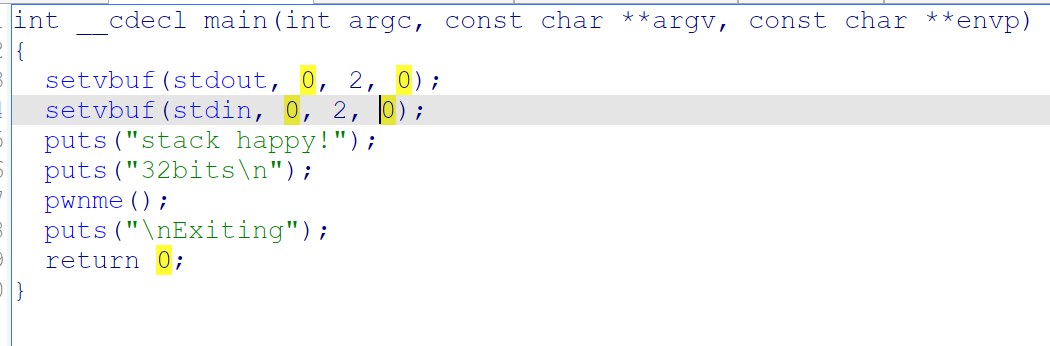 int __cdecl main(int argc, const char **argv, const char **envp)
{
setvbuf(stdout, 0, 2, 0);
setvbuf(stdin, 0, 2, 0);
puts("stack happy!");
puts("32bits\n");
pwnme();
puts("\nExiting");
return 0;
}